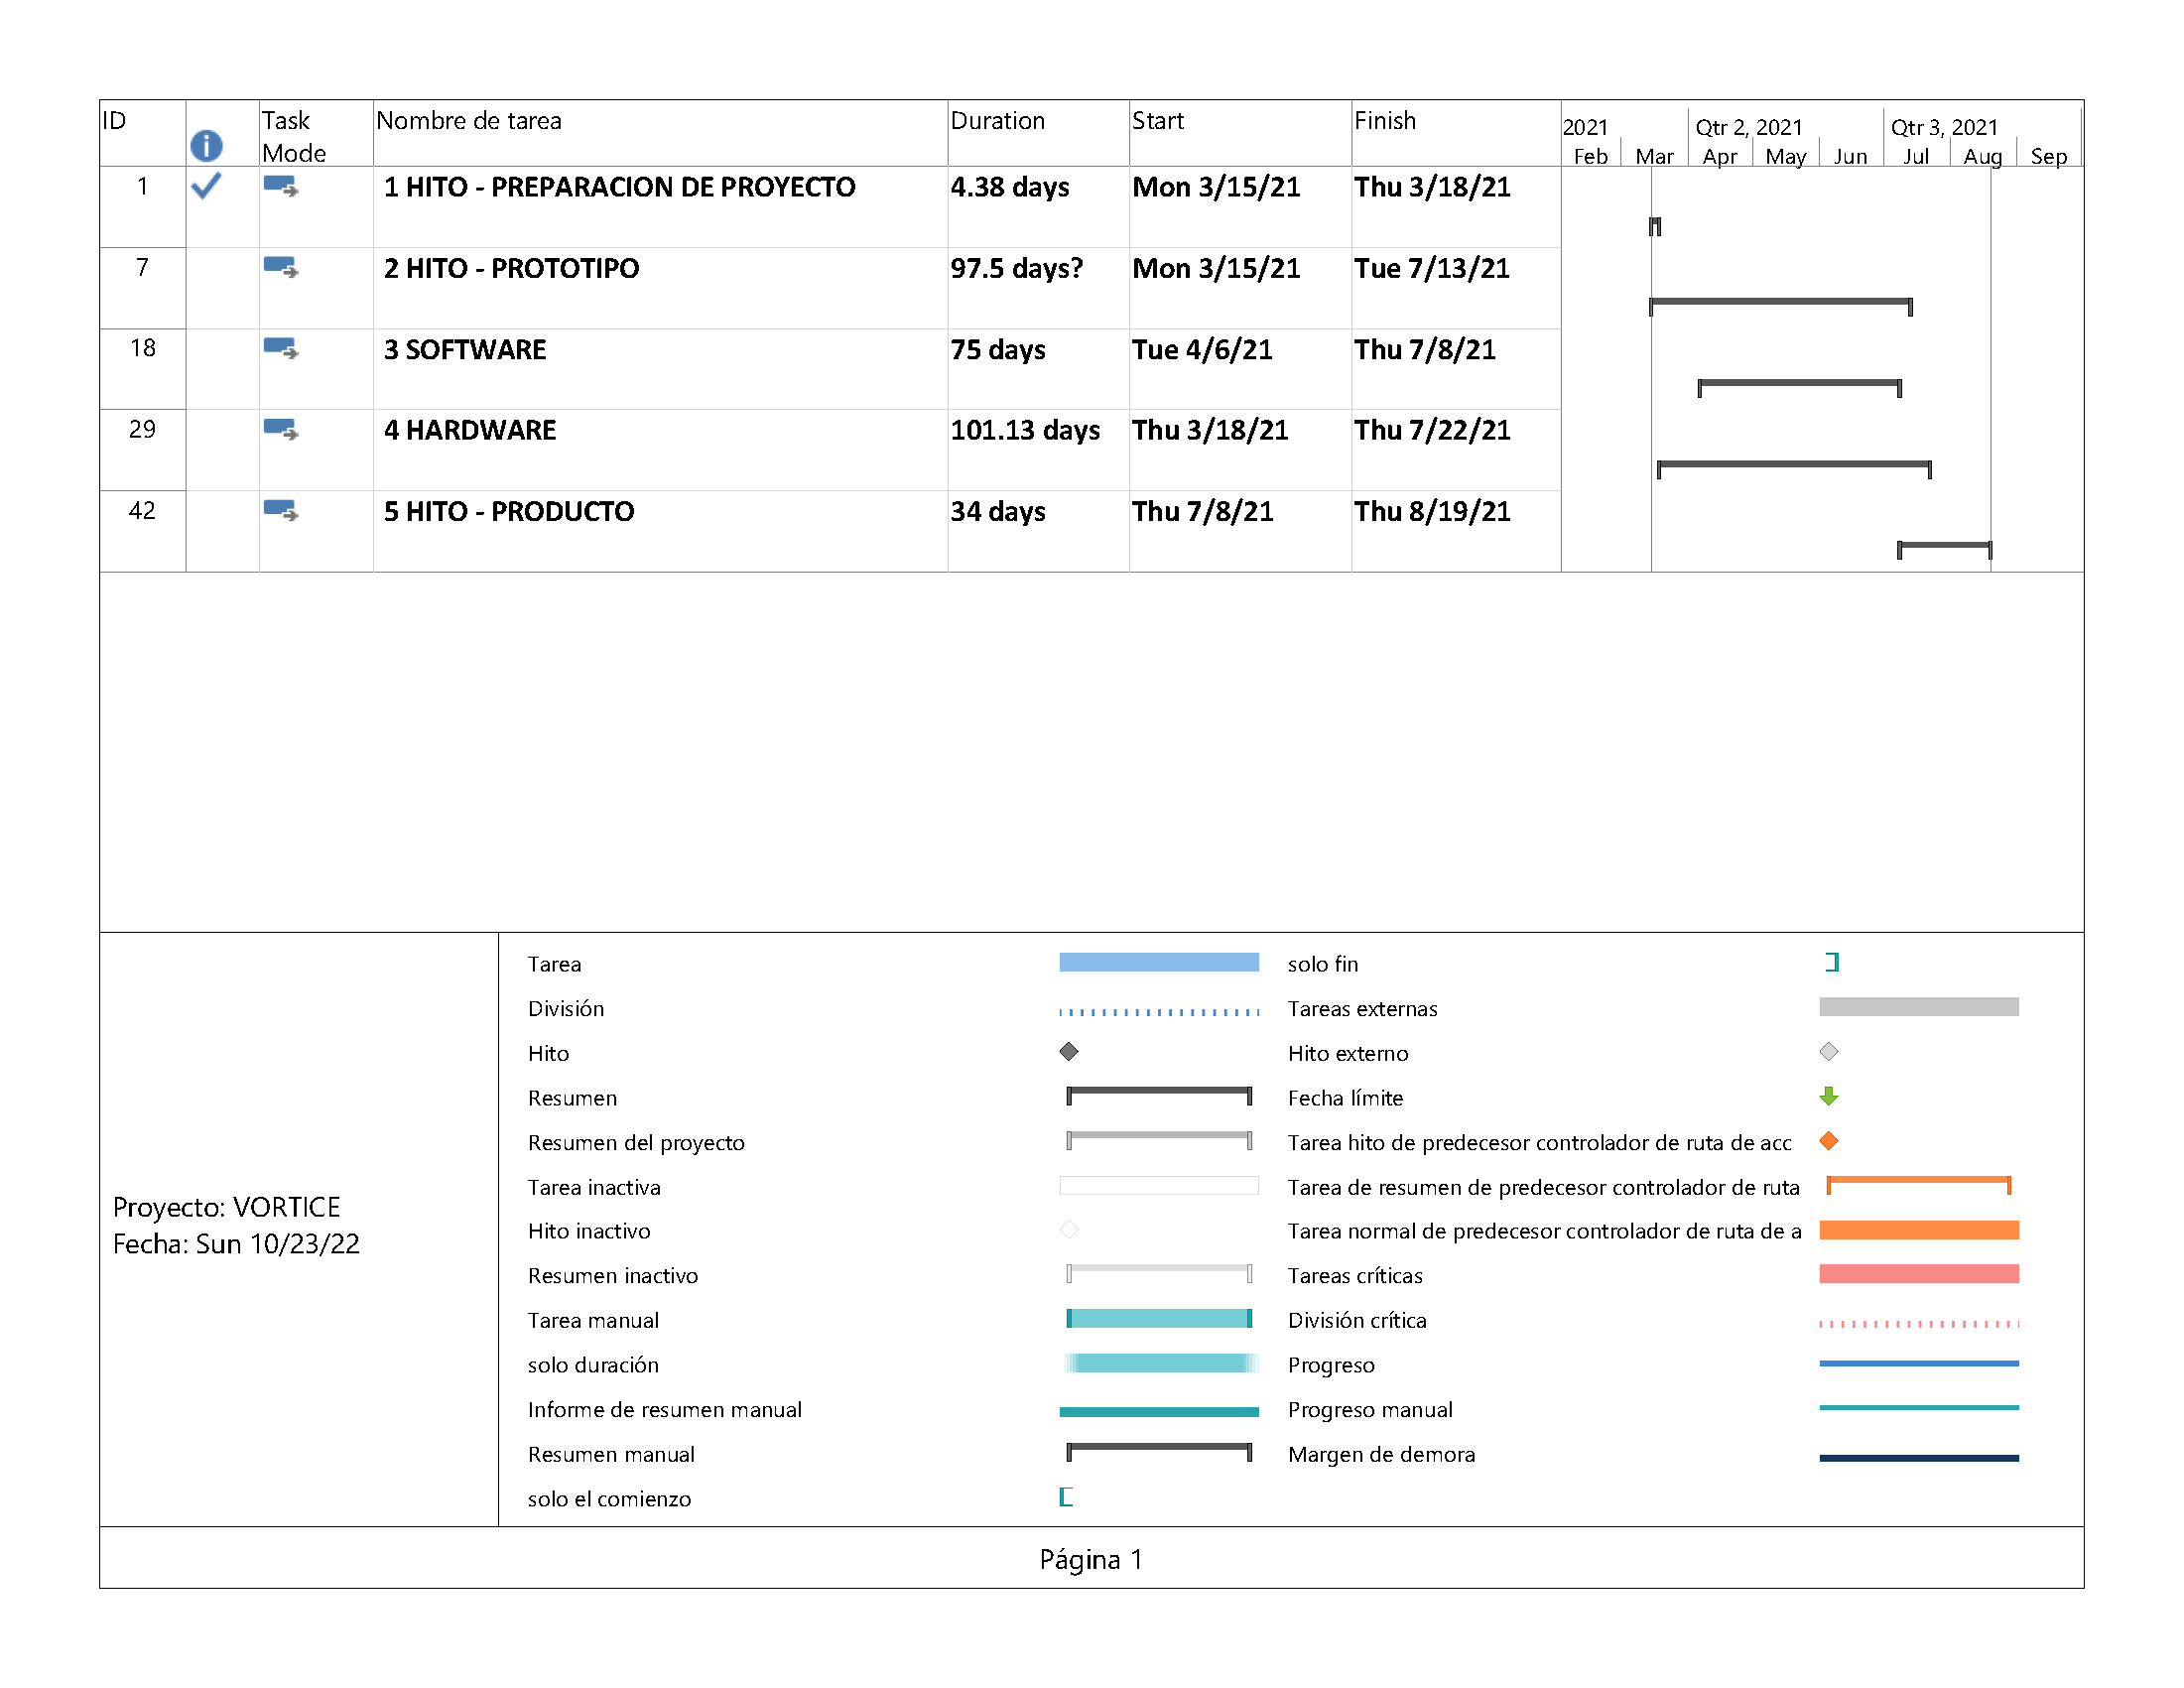 ID Task Mode Nombre de tarea Duration Start Finish
2021 Qtr 2, 2021 Qtr 3, 2021
Feb Mar Apr May Jun Jul Aug Sep
1 1 HITO - PREPARACION DE PROYECTO 4.38 days Mon 3/15/21 Thu 3/18/21
7 2 HITO - PROTOTIPO 97.5 days? Mon 3/15/21 Tue 7/13/21
18 3 SOFTWARE 75 days Tue 4/6/21 Thu 7/8/21
29 4 HARDWARE 101.13 days Thu 3/18/21 Thu 7/22/21
42 5 HITO - PRODUCTO 34 days Thu 7/8/21 Thu 8/19/21
Proyecto: VORTICE
Fecha: Sun 10/23/22
Tarea
División
Hito
Resumen
Resumen del proyecto
Tarea inactiva
Hito inactivo
Resumen inactivo
Tarea manual
solo duración
Informe de resumen manual
Resumen manual
solo el comienzo
solo fin
Tareas externas
Hito externo
Fecha límite
Tarea hito de predecesor controlador de ruta de acc
Tarea de resumen de predecesor controlador de ruta
Tarea normal de predecesor controlador de ruta de a
Tareas críticas
División crítica
Progreso
Progreso manual
Margen de demora
Página 1